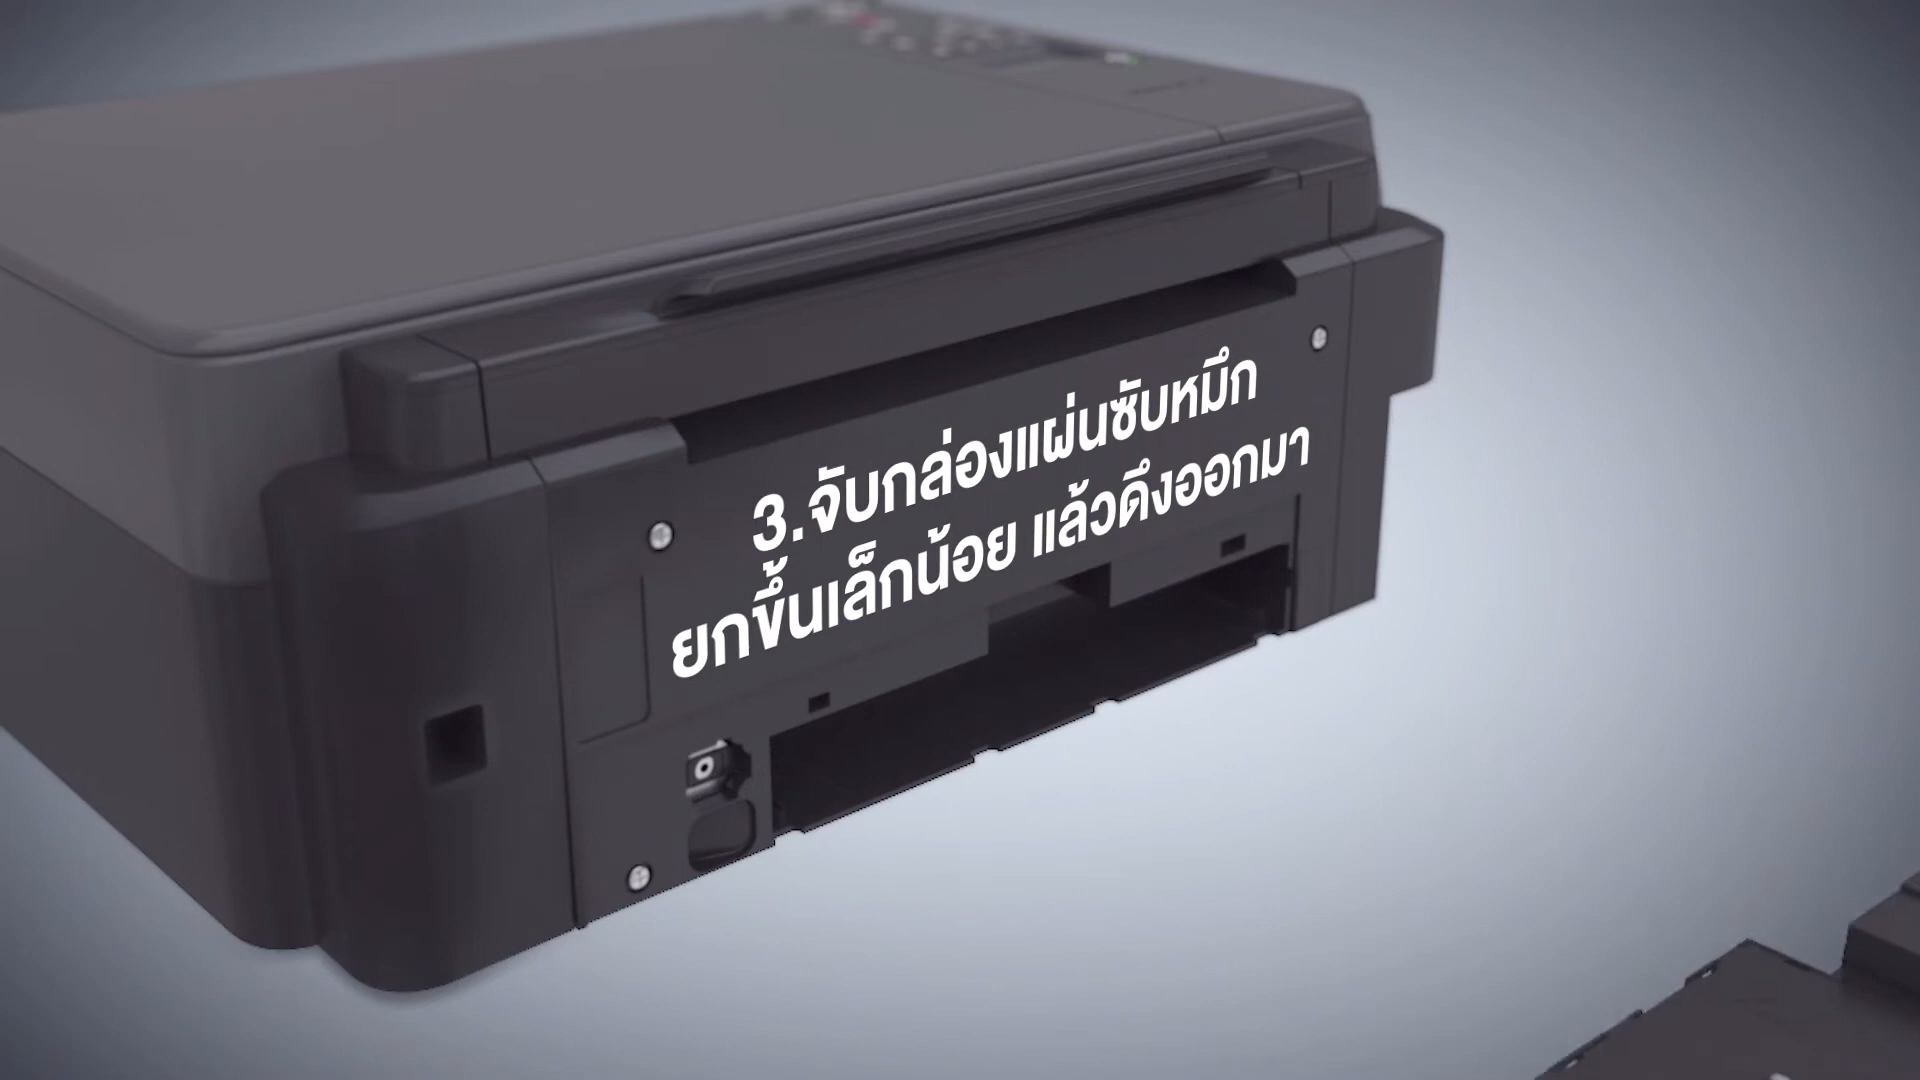 3.จับกล่องแผ่นซับหมึก
ยกขึ้นเล็กน้อย แล้วดึงออกมา